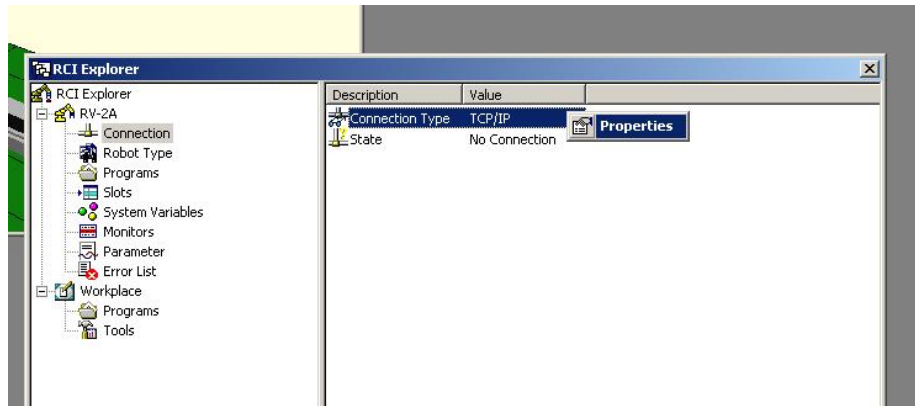 RCI Explorer
RCI Explorer
RV-2A
Connection
Robot Type
Programs
Slots
System Variables
Monitors
Parameter
Error List
Workplace
Programs
Tools
Description Value
Connection Type TCP/IP
State No Connection
Properties